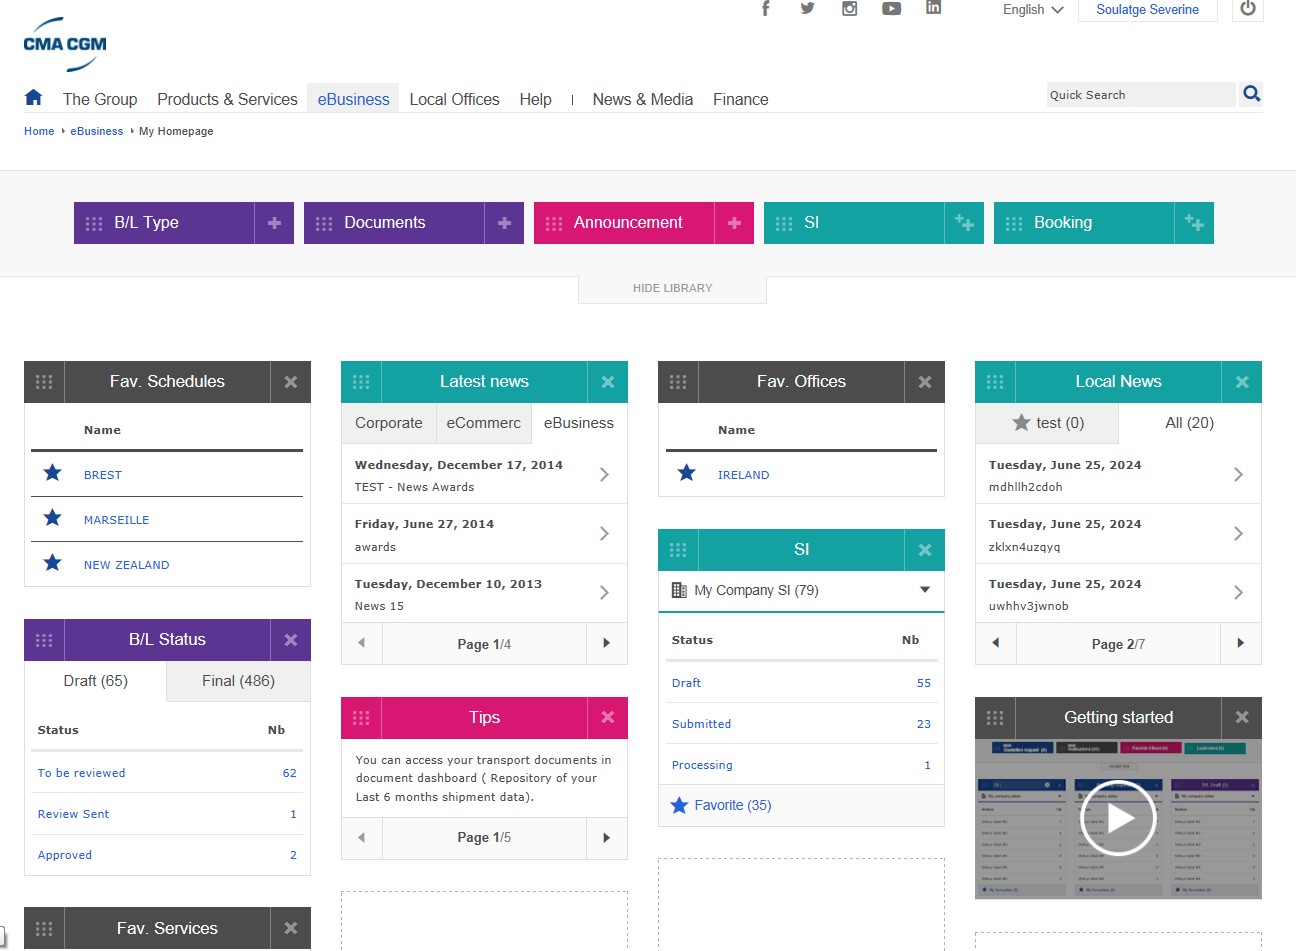 English
Soulatge Severine
CMA CGM
The Group
Products & Services
eBusiness
Local Offices
Help
News & Media
Finance
Quick Search
Home
eBusiness
My Homepage
B/L Type
Documents
Announcement
SI
Booking
HIDE LIBRARY
Fav. Schedules
Name
BREST
MARSEILLE
NEW ZEALAND
B/L Status
Draft (65)
Final (486)
Status Nb
To be reviewed 62
Review Sent 1
Approved 2
Fav. Services
Latest news
Corporate
eCommerc
eBusiness
Wednesday, December 17, 2014
TEST - News Awards
Friday, June 27, 2014
awards
Tuesday, December 10, 2013
News 15
Page 1/4
Tips
You can access your transport documents in
document dashboard ( Repository of your
Last 6 months shipment data).
Page 1/5
Fav. Offices
Name
IRELAND
SI
My Company SI (79)
Status Nb
Draft 55
Submitted 23
Processing 1
Favorite (35)
Local News
test (0)
All (20)
Tuesday, June 25, 2024
mdhllh2cdoh
Tuesday, June 25, 2024
zklxn4uzqyq
Tuesday, June 25, 2024
uwhhv3jwnob
Page 2/7
Getting started